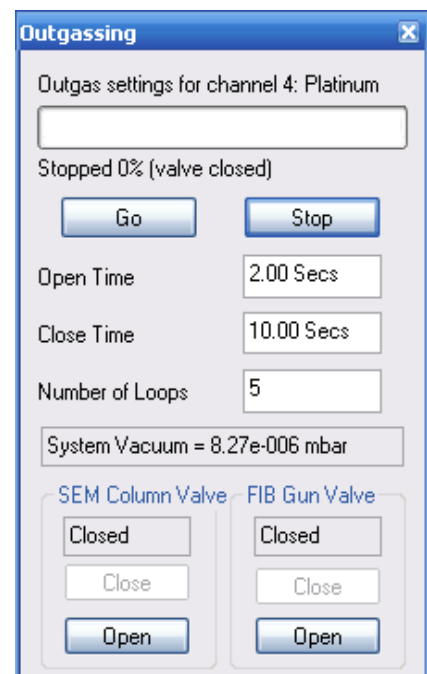 Outgassing
Outgas settings for channel 4: Platinum
Stopped 0% (valve closed)
Go Stop
Open Time 2.00 Secs
Close Time 10.00 Secs
Number of Loops 5
System Vacuum = 8.27e-006 mbar
SEM Column Valve FIB Gun Valve
Closed Closed
Close Close
Open Open